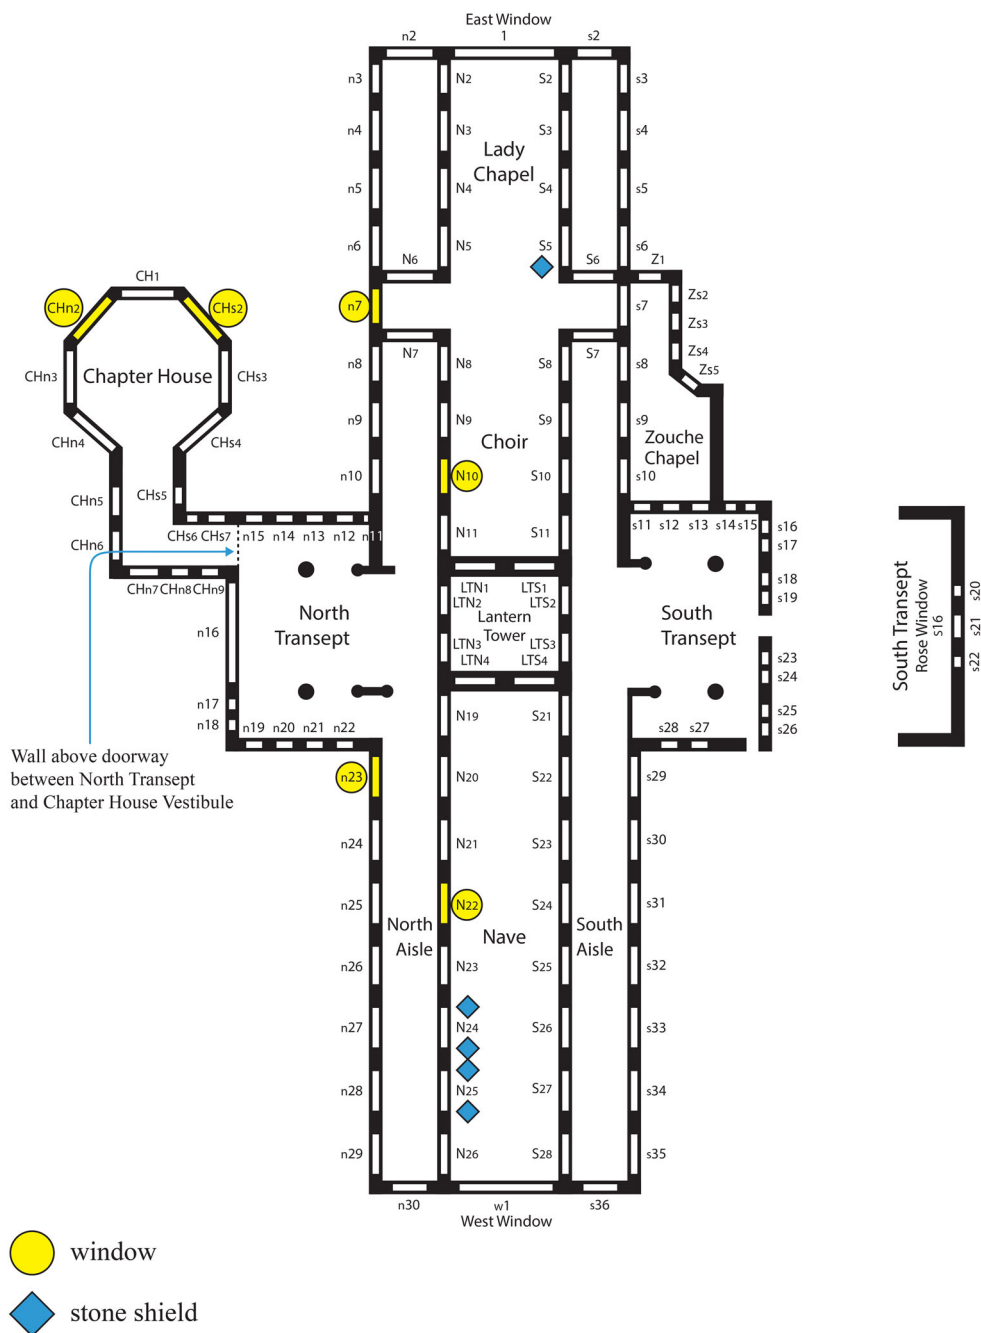 East Window
n2 1 s2
n3 N2 S2 s3
n4 N3 S3 s4
Lady
Chapel
n5 N4 S4 s5
n6 N5 S5 s6
N6 S6 Z1
CH1
CHn2 CHs2 n7 s7 Zs2
Zs3
N7 S7 Zs4
n8 N8 S8 s8 Zs5
CHn3 Chapter House CHs3
n9 N9 S9 s9
Choir
CHn4 CHs4 Zouche
Chapel
n10 N10 S10 s10
CHn5 CHs5
CHs6 CHs7 n15 n14 n13 n12 n11 N11 S11 s11 s12 s13 s14 s15 s16
s17
CHn6
CHn7 CHn8 CHn9 LTN1 LTS1 s18
LTN2 LTS2 s19
North
Transept
Lantern
Tower
South
Transept
n16
LTN3 LTS3 s23
LTN4 LTS4 s24
South Transept
Rose Window
s16
s20
s21
s22
n17 s25
n18 n19 n20 n21 n22 N19 S21 s28 s27 s26
Wall above doorway
between North Transept
and Chapter House Vestibule
n23 N20 S22 s29
n24 N21 S23 s30
n25 N22 S24 s31
North
Aisle
Nave
South
Aisle
n26 N23 S25 s32
n27 N24 S26 s33
n28 N25 S27 s34
n29 N26 S28 s35
n30 w1 s36
West Window
window
stone shield